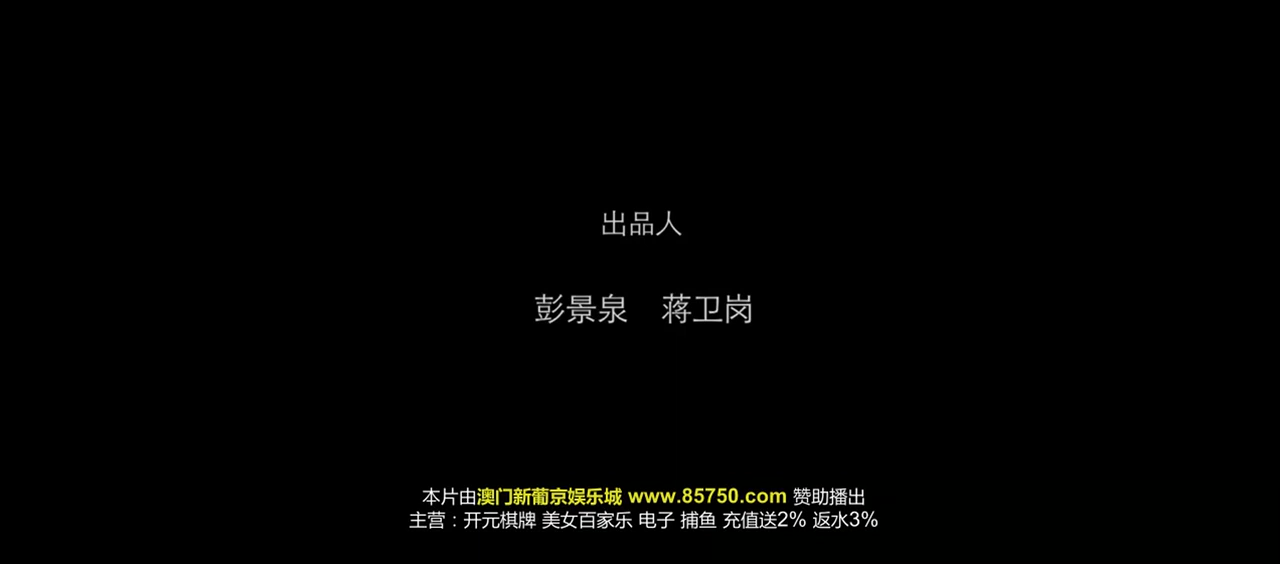 出品人
彭景泉 蒋卫岗
本片由澳门新葡京娱乐城 www.85750.com 赞助播出
主营：开元棋牌 美女百家乐 电子 捕鱼 充值送2% 返水3%